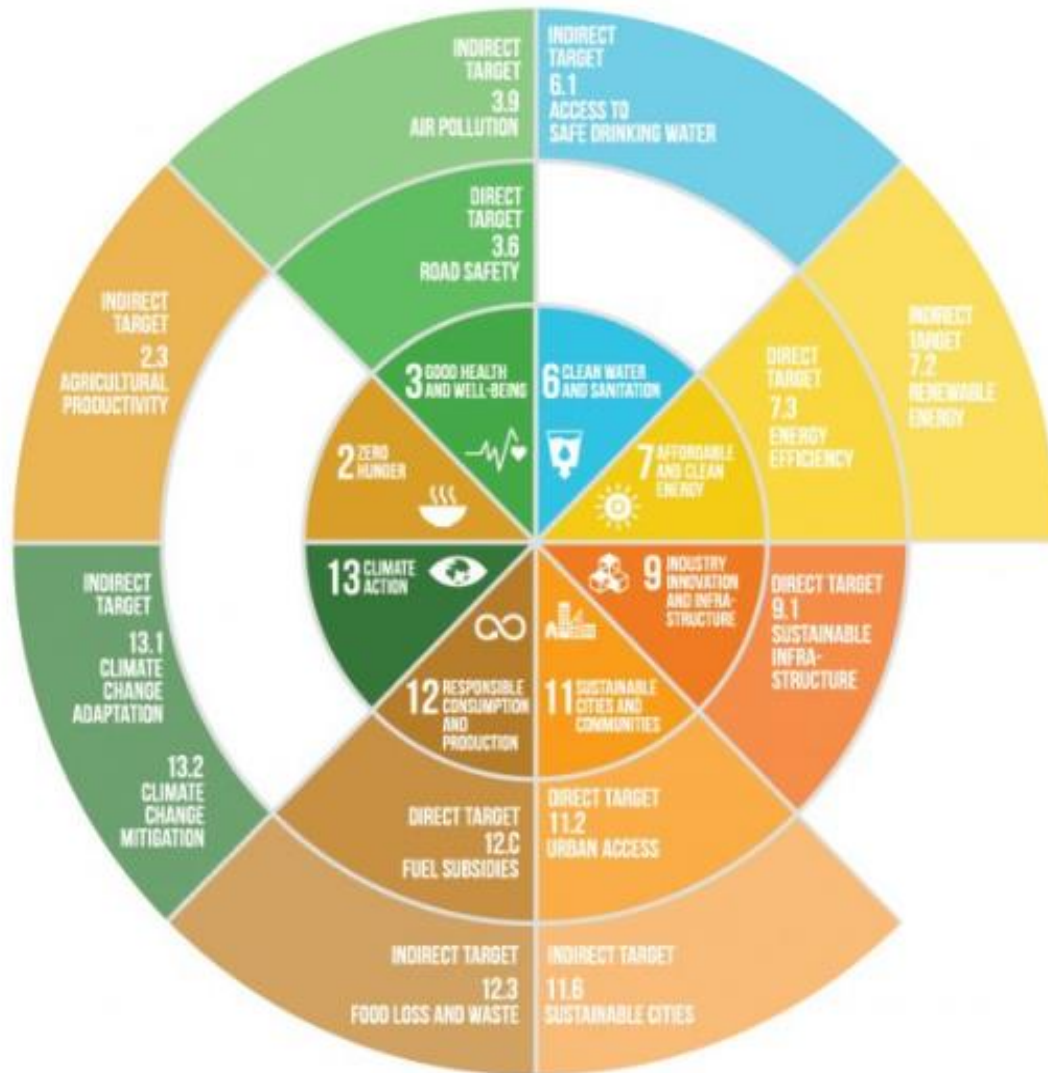 INDIRECT
TARGET
3.9
AIR POLLUTION
INDIRECT
TARGET
6.1
ACCESS TO
SAFE DRINKING WATER
DIRECT
TARGET
3.6
ROAD SAFETY
INDIRECT
TARGET
2.3
AGRICULTURAL
PRODUCTIVITY
DIRECT
TARGET
7.3
ENERGY
EFFICIENCY
INDIRECT
TARGET
7.2
RENEWABLE
ENERGY
3 GOOD HEALTH
AND WELL-BEING
6 CLEAN WATER
AND SANITATION
2 ZERO
HUNGER
7 AFFORDABLE
AND CLEAN
ENERGY
13 CLIMATE
ACTION
9 INDUSTRY
INNOVATION
AND INFRA-
STRUCTURE
DIRECT TARGET
9.1
SUSTAINABLE
INFRA-
STRUCTURE
INDIRECT
TARGET
13.1
CLIMATE
CHANGE
ADAPTATION
13.2
CLIMATE
CHANGE
MITIGATION
12 RESPONSIBLE
CONSUMPTION
AND
PRODUCTION
11 SUSTAINABLE
CITIES AND
COMMUNITIES
DIRECT TARGET
12.C
FUEL SUBSIDIES
DIRECT TARGET
11.2
URBAN ACCESS
INDIRECT TARGET
12.3
FOOD LOSS AND WASTE
INDIRECT TARGET
11.6
SUSTAINABLE CITIES